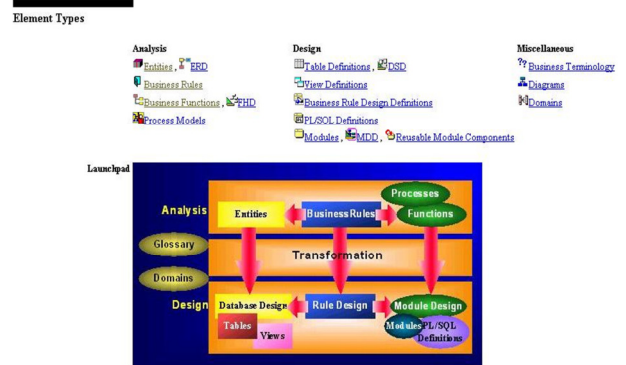 Element Types
Analysis Design Miscellaneous
Entities , ERD Table Definitions , DSD ?? Business Terminology
Business Rules View Definitions Diagrams
Business Functions , FHD Business Rule Design Definitions Domains
Process Models PL/SQL Definitions
Modules , MDD , Reusable Module Components
Launchpad
Processes
Analysis Entities Business Rules Functions
Glossary
Transformation
Domains
Design Database Design Rule Design Module Design
Tables Views Modules PL/SQL
Definitions